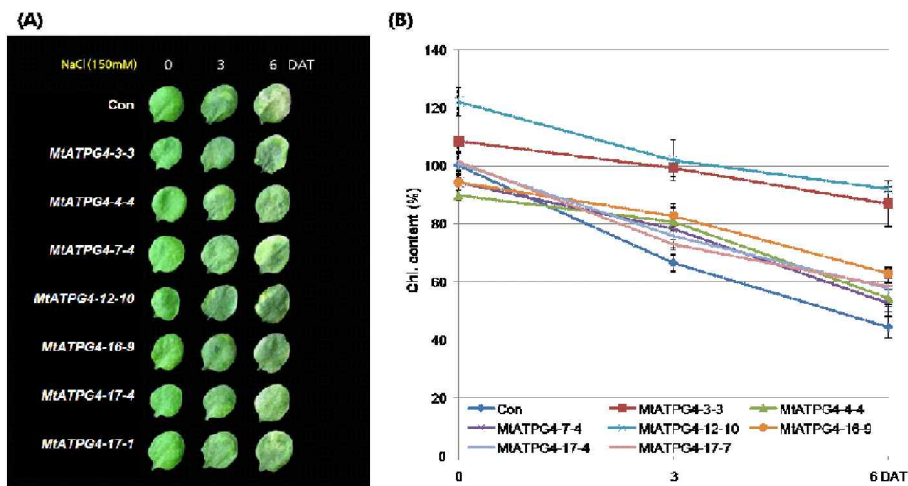 (A)
NaCl (150mM) 0 3 6 DAT
Con
MtATPG4-3-3
MtATPG4-4-4
MtATPG4-7-4
MtATPG4-12-10
MtATPG4-16-9
MtATPG4-17-4
MtATPG4-17-1
(B)
140
120
100
80
60
40
20
0
Chl. content (%)
Con MtATPG4-3-3 MtATPG4-4-4
MtATPG4-7-4 MtATPG4-12-10 MtATPG4-16-9
MtATPG4-17-4 MtATPG4-17-7
0 3 6 DAT